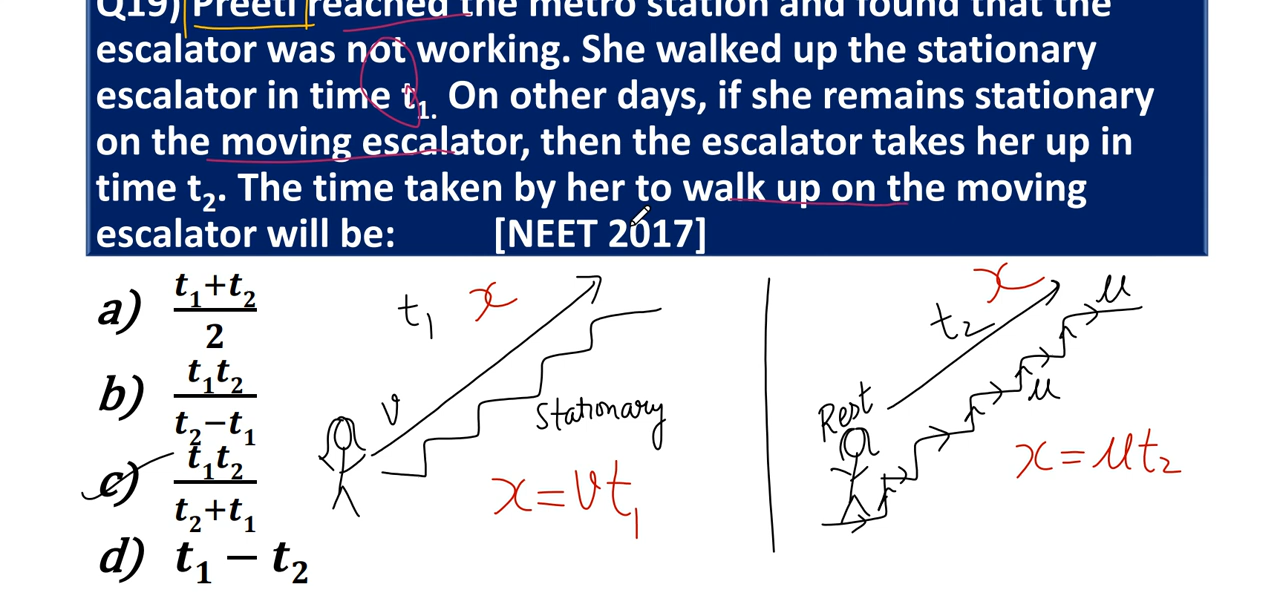 Q19) Preeti reached the metro station and found that the
escalator was not working. She walked up the stationary
escalator in time t₁. On other days, if she remains stationary
on the moving escalator, then the escalator takes her up in
time t₂. The time taken by her to walk up on the moving
escalator will be: [NEET 2017]
a) (t₁+t₂)/2
b) (t₁t₂)/(t₂−t₁)
c) (t₁t₂)/(t₂+t₁)
d) t₁ − t₂
t₁ x
v
Stationary
x = vt₁
x
t₂ u
u
Rest
x = ut₂